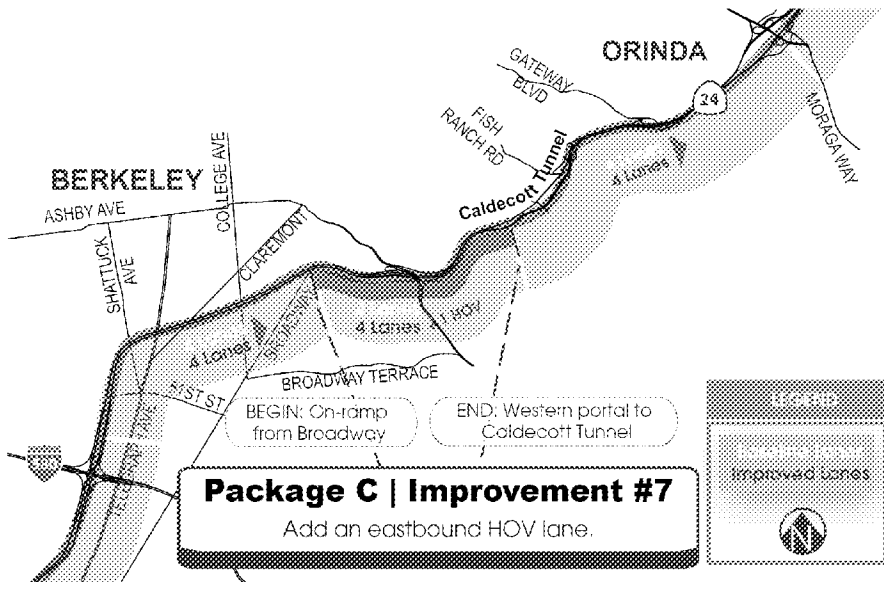 ORINDA
GATEWAY
BLVD
24
FISH
RANCH RD
MORAGA WAY
Caldecott Tunnel
4 Lanes
BERKELEY
COLLEGE AVE
ASHBY AVE
SHATTUCK
AVE
CLAREMONT
BROADWAY
4 Lanes
4 Lanes + 1 HOV
BROADWAY TERRACE
51ST ST
BEGIN: On-ramp
from Broadway
END: Western portal to
Caldecott Tunnel
LEGEND
Improved Lanes
Package C | Improvement #7
Add an eastbound HOV lane.
N